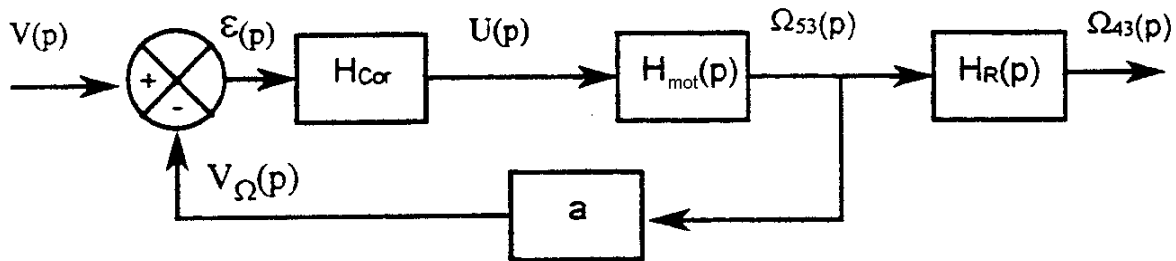 V(p)
ε(p)
U(p)
Ω53(p)
Ω43(p)
+
-
HCor
Hmot(p)
HR(p)
VΩ(p)
a